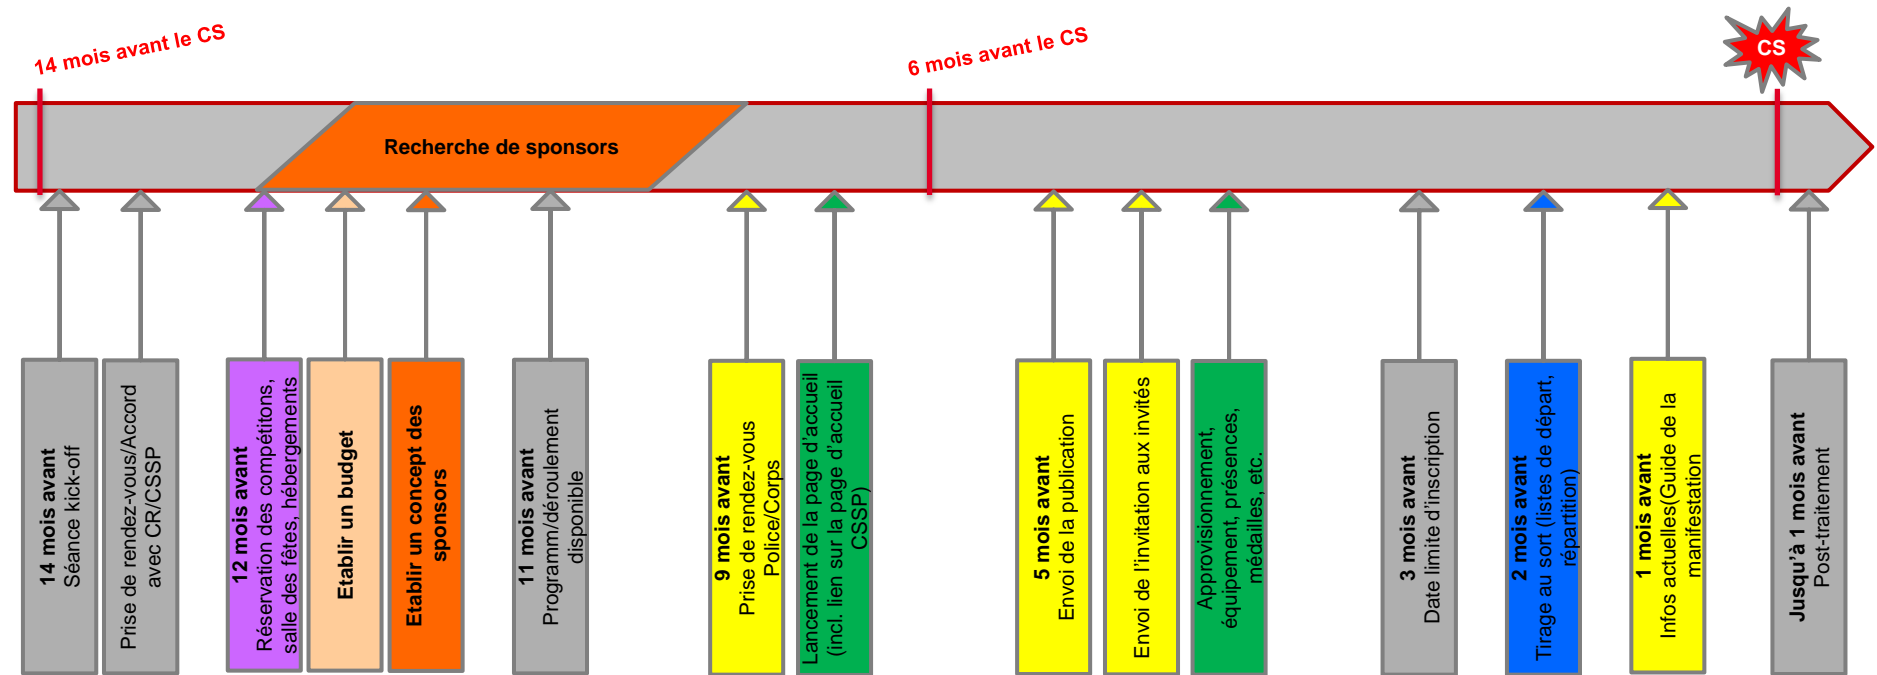 14 mois avant le CS
6 mois avant le CS
CS
Recherche de sponsors
14 mois avant
Séance kick-off
Prise de rendez-vous/Accord
avec CR/CSSP
12 mois avant
Réservation des compétitons,
salle des fêtes, hébergements
Etablir un budget
Etablir un concept des
sponsors
11 mois avant
Programm/déroulement
disponible
9 mois avant
Prise de rendez-vous
Police/Corps
Lancement de la page d'accueil
(incl. lien sur la page d'accueil
CSSP)
5 mois avant
Envoi de la publication
Envoi de l'invitation aux invités
Approvisionnement,
équipement, présences,
médailles, etc.
3 mois avant
Date limite d'inscription
2 mois avant
Tirage au sort (listes de départ,
répartition)
1 mois avant
Infos actuelles(Guide de la
manifestation
Jusqu'à 1 mois avant
Post-traitement